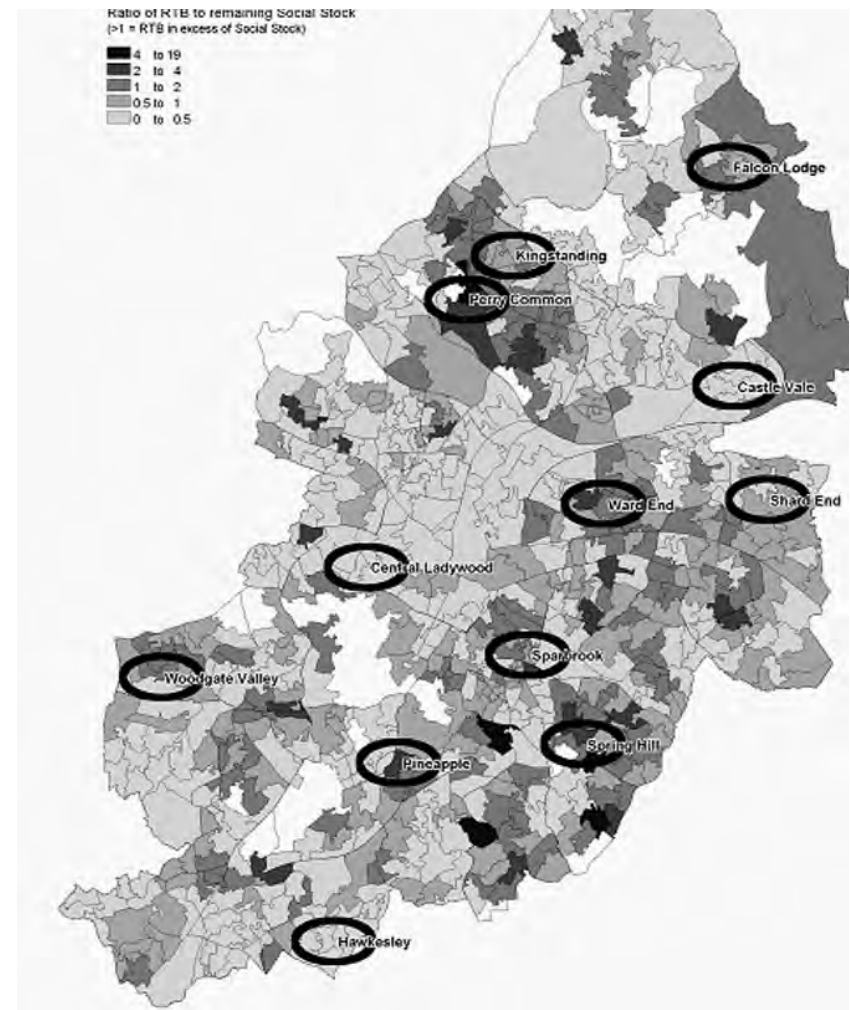 Ratio of RTB to remaining Social Stock
(>1 = RTB in excess of Social Stock)
4 to 19
2 to 4
1 to 2
0.5 to 1
0 to 0.5
Falcon Lodge
Kingstanding
Perry Common
Castle Vale
Ward End
Shard End
Central Ladywood
Sparbrook
Woodgate Valley
Spring Hill
Pineapple
Hawkesley